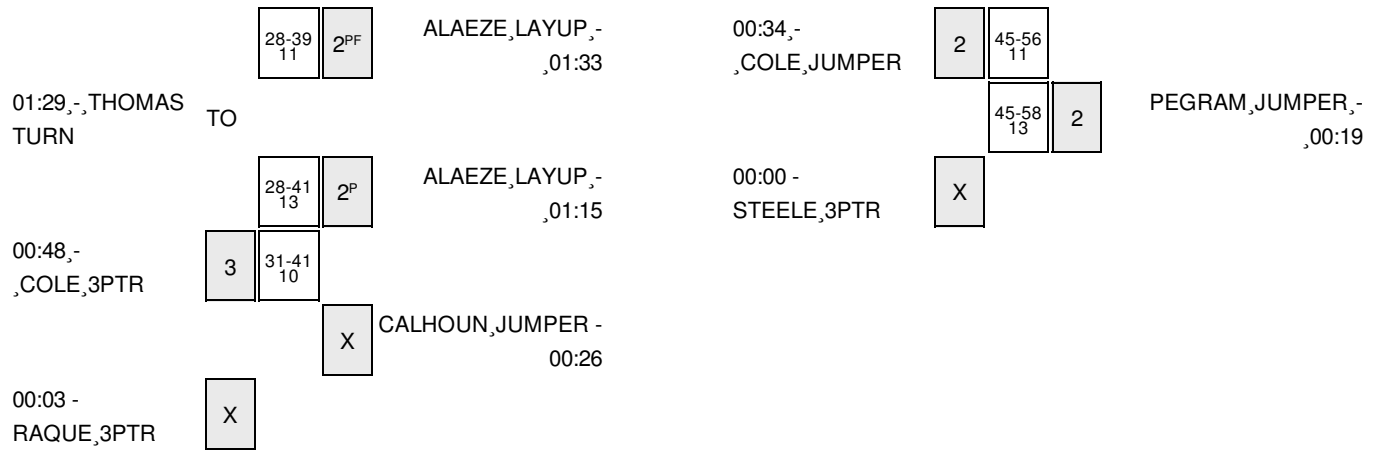 28-39
11
2PF
ALAEZE¸LAYUP¸-
¸01:33
01:29¸-¸THOMAS
TURN
TO
28-41
13
2P
ALAEZE¸LAYUP¸-
¸01:15
00:48¸-
¸COLE¸3PTR
3
31-41
10
X
CALHOUN¸JUMPER -
00:26
00:03 -
RAQUE¸3PTR
X
00:34¸-
¸COLE¸JUMPER
2
45-56
11
45-58
13
2
PEGRAM¸JUMPER¸-
¸00:19
00:00 -
STEELE¸3PTR
X